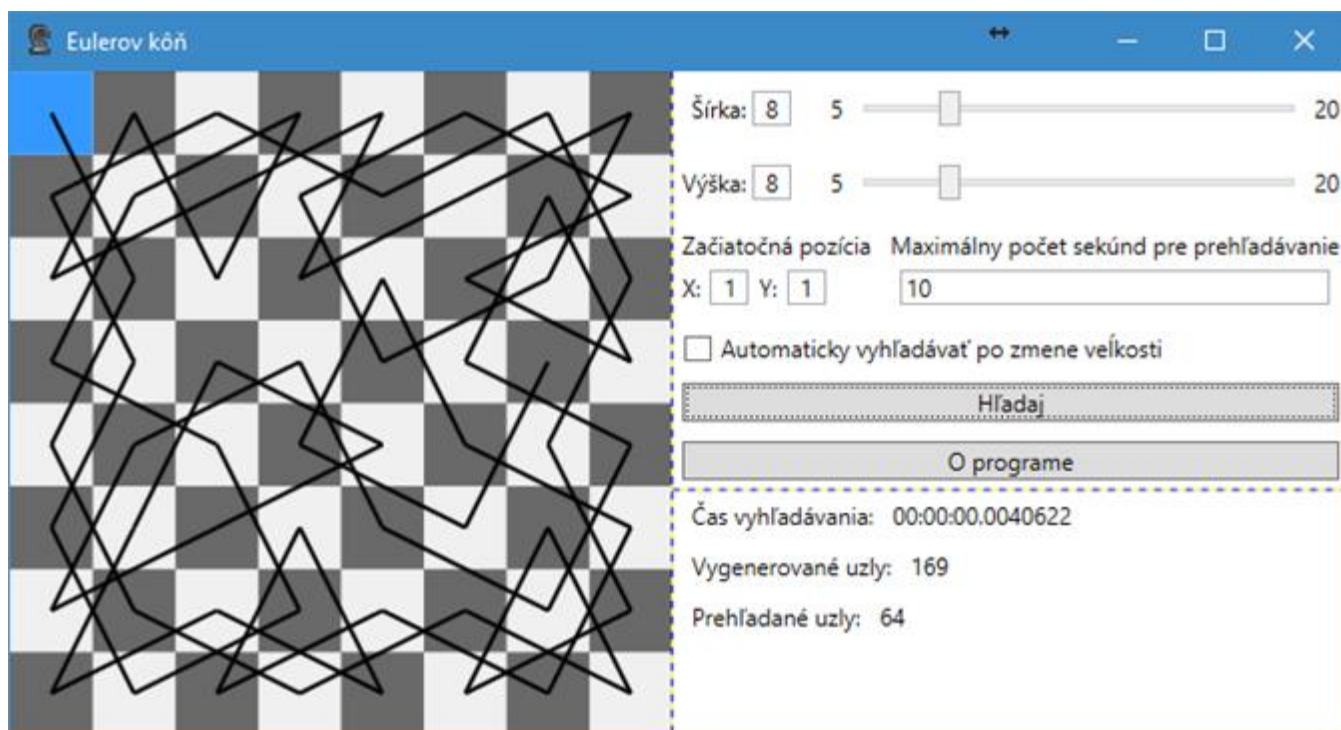 Eulerov kôň
Šírka: 8 5 20
Výška: 8 5 20
Začiatočná pozícia Maximálny počet sekúnd pre prehľadávanie
X: 1 Y: 1 10
Automaticky vyhľadávať po zmene veĺkosti
Hľadaj
O programe
Čas vyhľadávania: 00:00:00.0040622
Vygenerované uzly: 169
Prehľadané uzly: 64